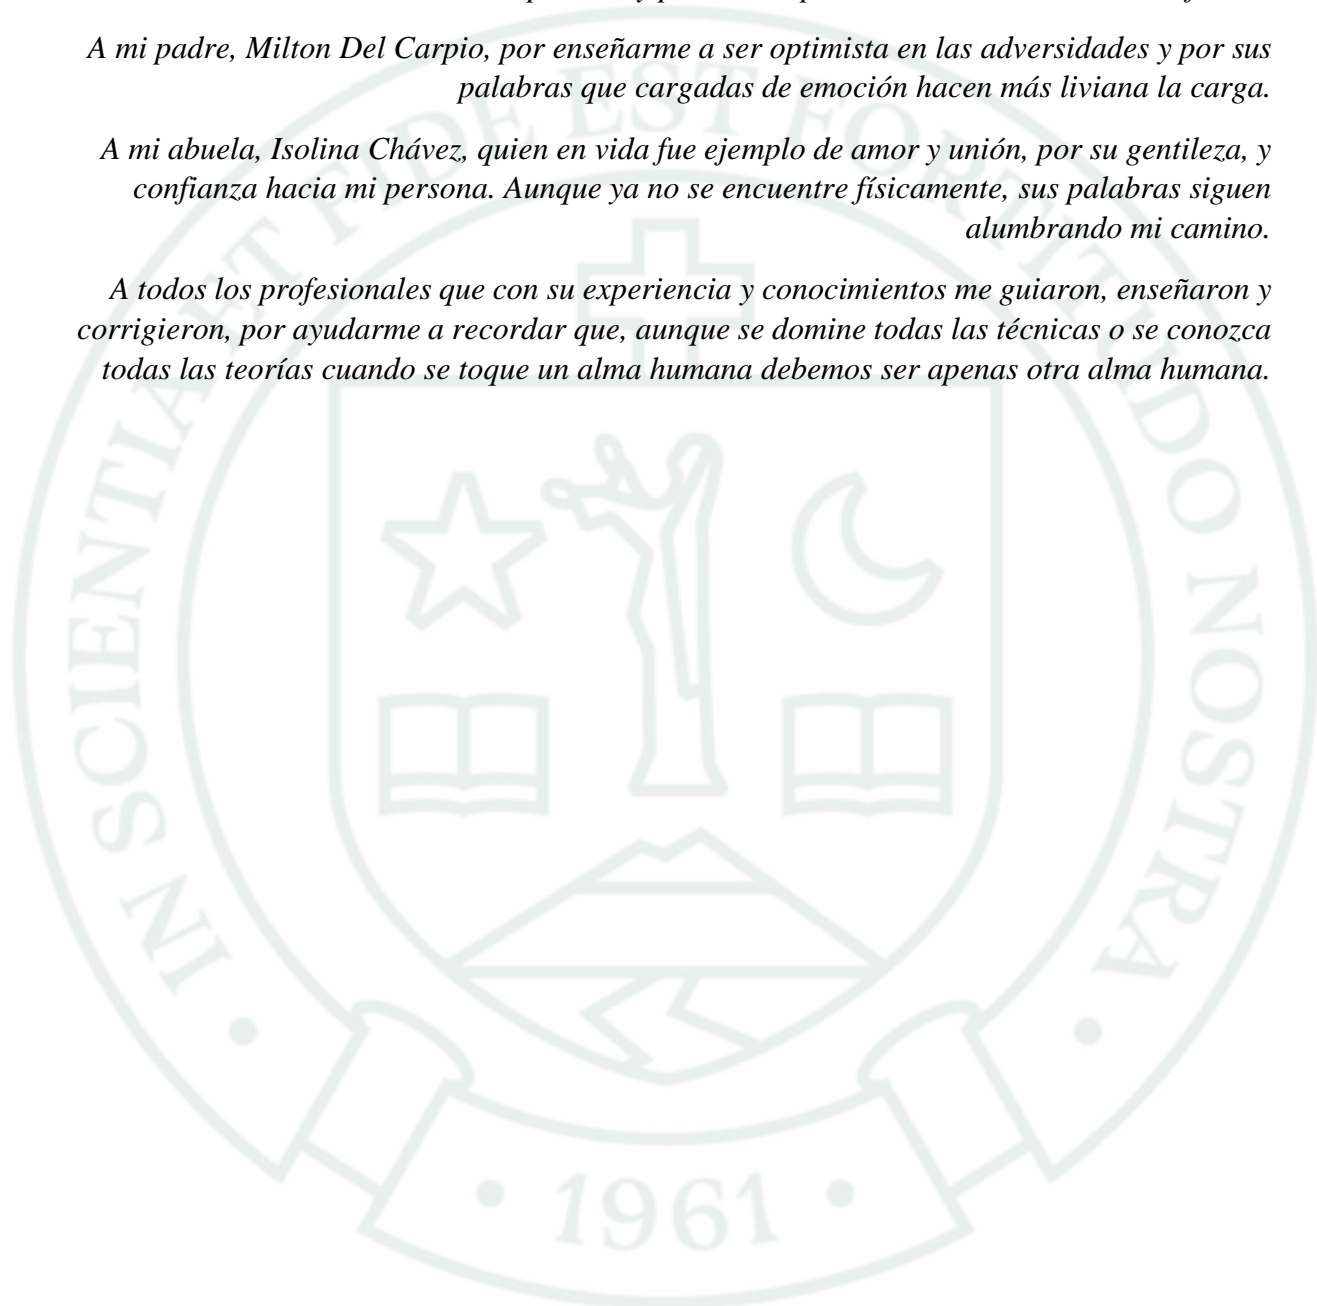 A mi padre, Milton Del Carpio, por enseñarme a ser optimista en las adversidades y por sus
palabras que cargadas de emoción hacen más liviana la carga.
A mi abuela, Isolina Chávez, quien en vida fue ejemplo de amor y unión, por su gentileza, y
confianza hacia mi persona. Aunque ya no se encuentre físicamente, sus palabras siguen
alumbrando mi camino.
A todos los profesionales que con su experiencia y conocimientos me guiaron, enseñaron y
corrigieron, por ayudarme a recordar que, aunque se domine todas las técnicas o se conozca
todas las teorías cuando se toque un alma humana debemos ser apenas otra alma humana.
IN SCIENTIA ET FIDE EST FORTITUDO NOSTRA
• 1961 •